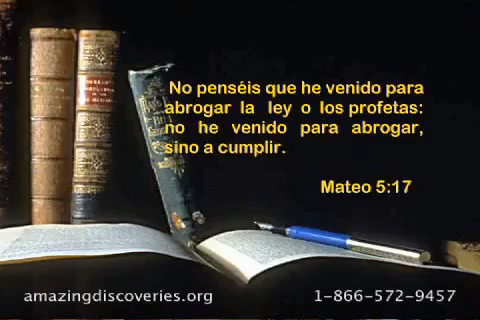 No penséis que he venido para
abrogar la ley o los profetas:
no he venido para abrogar,
sino a cumplir.
Mateo 5:17
amazingdiscoveries.org
1-866-572-9457